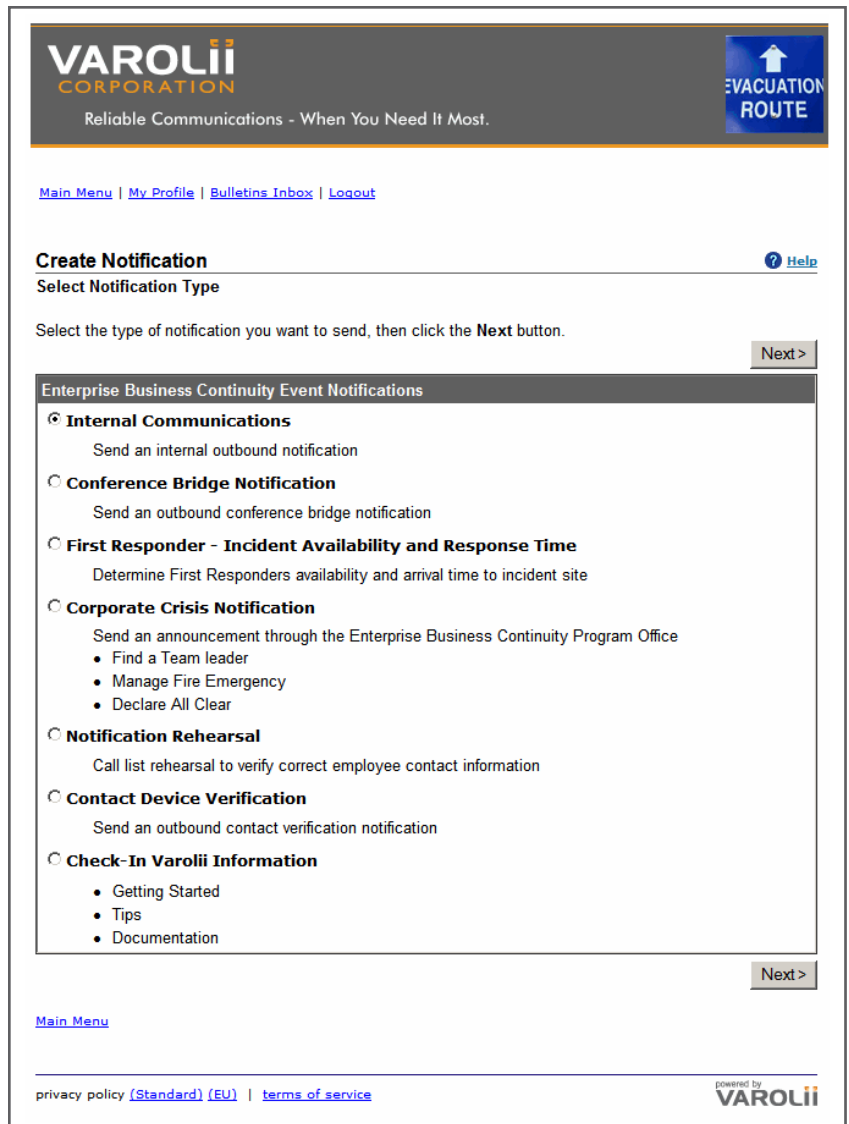 VAROLii
CORPORATION
Reliable Communications - When You Need It Most.
EVACUATION
ROUTE
Main Menu | My Profile | Bulletins Inbox | Logout
Create Notification
? Help
Select Notification Type
Select the type of notification you want to send, then click the Next button.
Next >
Enterprise Business Continuity Event Notifications
Internal Communications
Send an internal outbound notification
Conference Bridge Notification
Send an outbound conference bridge notification
First Responder - Incident Availability and Response Time
Determine First Responders availability and arrival time to incident site
Corporate Crisis Notification
Send an announcement through the Enterprise Business Continuity Program Office
• Find a Team leader
• Manage Fire Emergency
• Declare All Clear
Notification Rehearsal
Call list rehearsal to verify correct employee contact information
Contact Device Verification
Send an outbound contact verification notification
Check-In Varolii Information
• Getting Started
• Tips
• Documentation
Next >
Main Menu
privacy policy (Standard) (EU) | terms of service
powered by
VAROLii